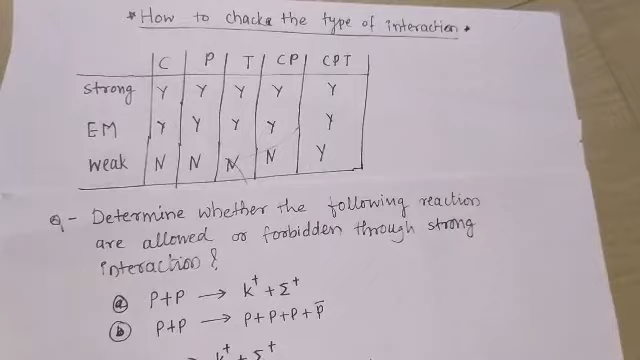 *How to chack the type of interaction*
C P T CP CPT
strong Y Y Y Y Y
EM Y Y Y Y Y
weak N N N N Y
Q- Determine whether the following reaction
are allowed or forbidden through strong
interaction?
ⓐ P+P → k⁺ + Σ⁺
ⓑ P+P → P+P+P+p̅
k⁺ + Σ⁺